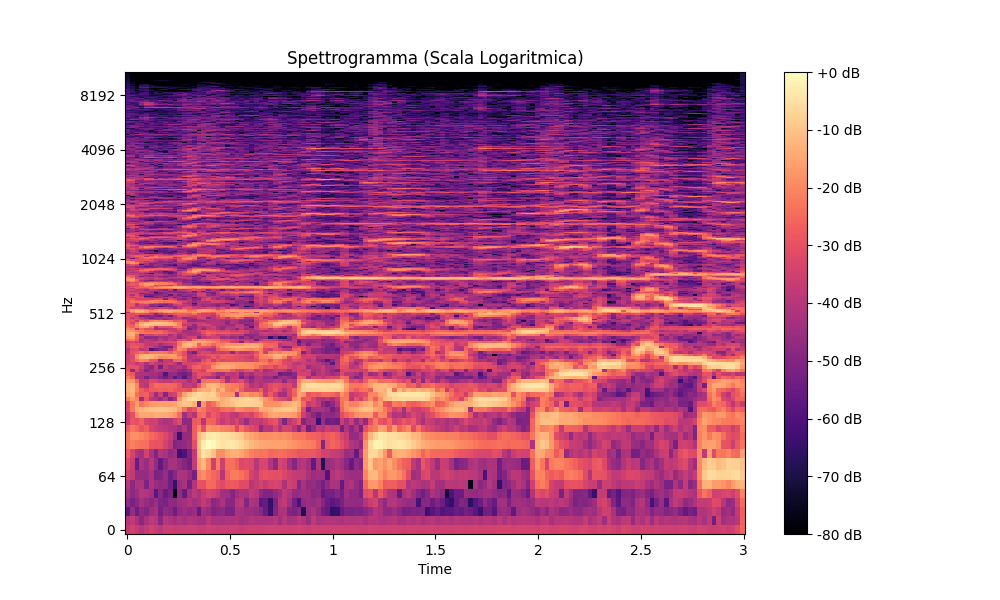 Spettrogramma (Scala Logaritmica)
Hz
8192
4096
2048
1024
512
256
128
64
0
0 0.5 1 1.5 2 2.5 3
Time
+0 dB
-10 dB
-20 dB
-30 dB
-40 dB
-50 dB
-60 dB
-70 dB
-80 dB